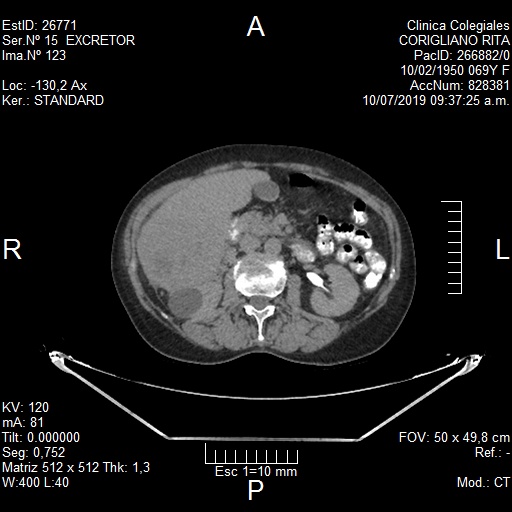 EstID: 26771
Ser.Nº 15 EXCRETOR
Ima.Nº 123
Loc: -130,2 Ax
Ker.: STANDARD
A
Clinica Colegiales
CORIGLIANO RITA
PacID: 266882/0
10/02/1950 069Y F
AccNum: 828381
10/07/2019 09:37:25 a.m.
R
L
KV: 120
mA: 81
Tilt: 0.000000
Seg: 0,752
Matriz 512 x 512 Thk: 1,3
W:400 L:40
Esc 1=10 mm
P
FOV: 50 x 49,8 cm
Ref.: -
Mod.: CT